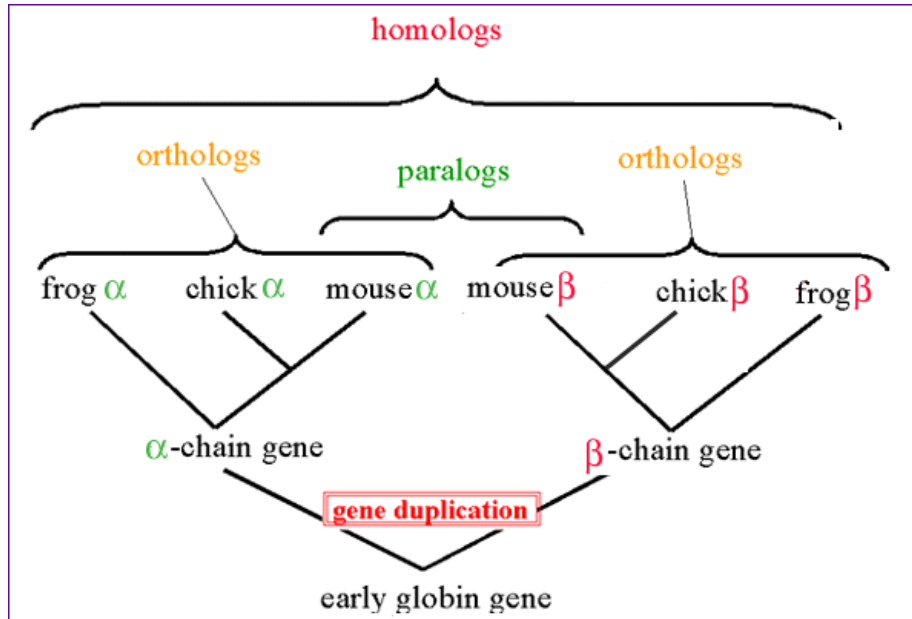 homologs
orthologs
paralogs
orthologs
frog α
chick α
mouse α
mouse β
chick β
frog β
α-chain gene
β-chain gene
gene duplication
early globin gene